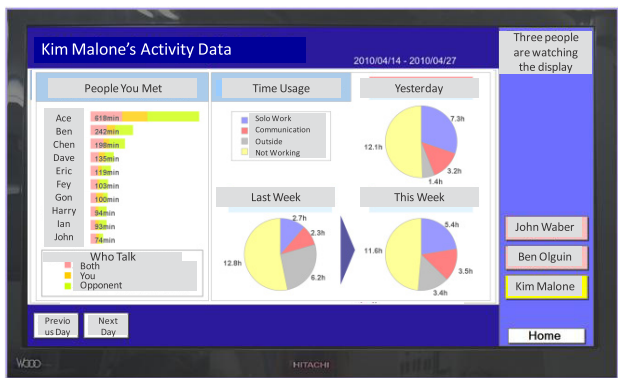 Kim Malone's Activity Data
2010/04/14 - 2010/04/27
Three people
are watching
the display
People You Met
Ace 618min
Ben 242min
Chen 198min
Dave 135min
Eric 119min
Fey 103min
Gon 100min
Harry 94min
Ian 93min
John 74min
Who Talk
Both
You
Opponent
Time Usage
Solo Work
Communication
Outside
Not Working
Yesterday
7.3h
12.1h
3.2h
1.4h
Last Week
2.7h
2.3h
12.8h
6.2h
This Week
5.4h
11.6h
3.5h
3.4h
John Waber
Ben Olguin
Kim Malone
Previo
us Day
Next
Day
Home
HITACHI